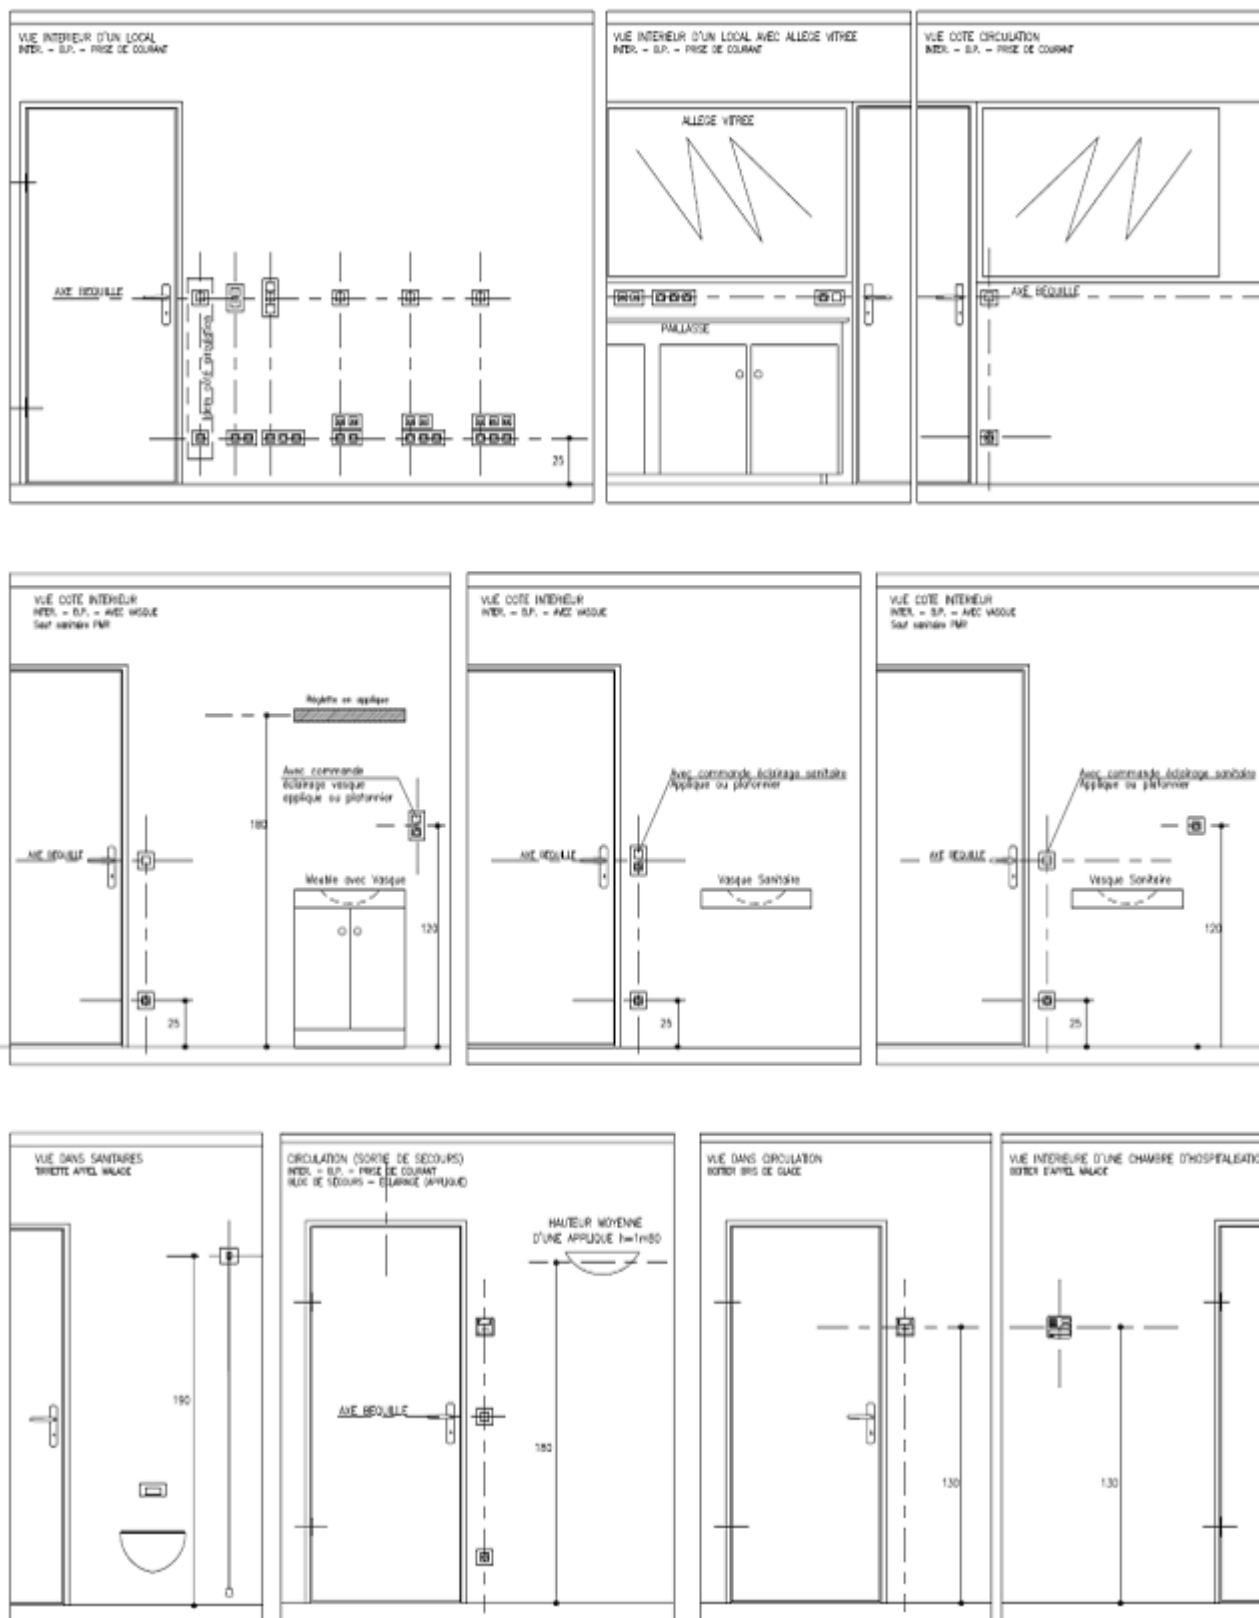 VUE INTERIEUR D'UN LOCAL
INTER. - B.P. - PRISE DE COURANT
AXE BEQUILLE
25
VUE INTERIEUR D'UN LOCAL AVEC ALLEGE VITREE
INTER. - B.P. - PRISE DE COURANT
ALLEGE VITREE
PAILLASSE
VUE COTE CIRCULATION
INTER. - B.P. - PRISE DE COURANT
AXE BEQUILLE
VUE COTE INTERIEUR
INTER. - B.P. - AVEC VASQUE
Sauf sanitaire PMR
Réglette en applique
Avec commande
éclairage vasque
applique ou plafonnier
180
AXE BEQUILLE
Meuble avec Vasque
120
25
VUE COTE INTERIEUR
INTER. - B.P. - AVEC VASQUE
Avec commande éclairage sanitaire
Applique ou plafonnier
AXE BEQUILLE
Vasque Sanitaire
25
VUE COTE INTERIEUR
INTER. - B.P. - AVEC VASQUE
Sauf sanitaire PMR
Avec commande éclairage sanitaire
Applique ou plafonnier
AXE BEQUILLE
Vasque Sanitaire
120
25
VUE DANS SANITAIRES
TIRETTE APPEL MALADE
190
CIRCULATION (SORTIE DE SECOURS)
INTER. - B.P. - PRISE DE COURANT
BLOC DE SECOURS - ECLAIRAGE (APPLIQUE)
HAUTEUR MOYENNE
D'UNE APPLIQUE h=1m80
AXE BEQUILLE
180
VUE DANS CIRCULATION
BOITIER BRIS DE GLACE
130
VUE INTERIEURE D'UNE CHAMBRE D'HOSPITALISATIO
BOITIER D'APPEL MALADE
130